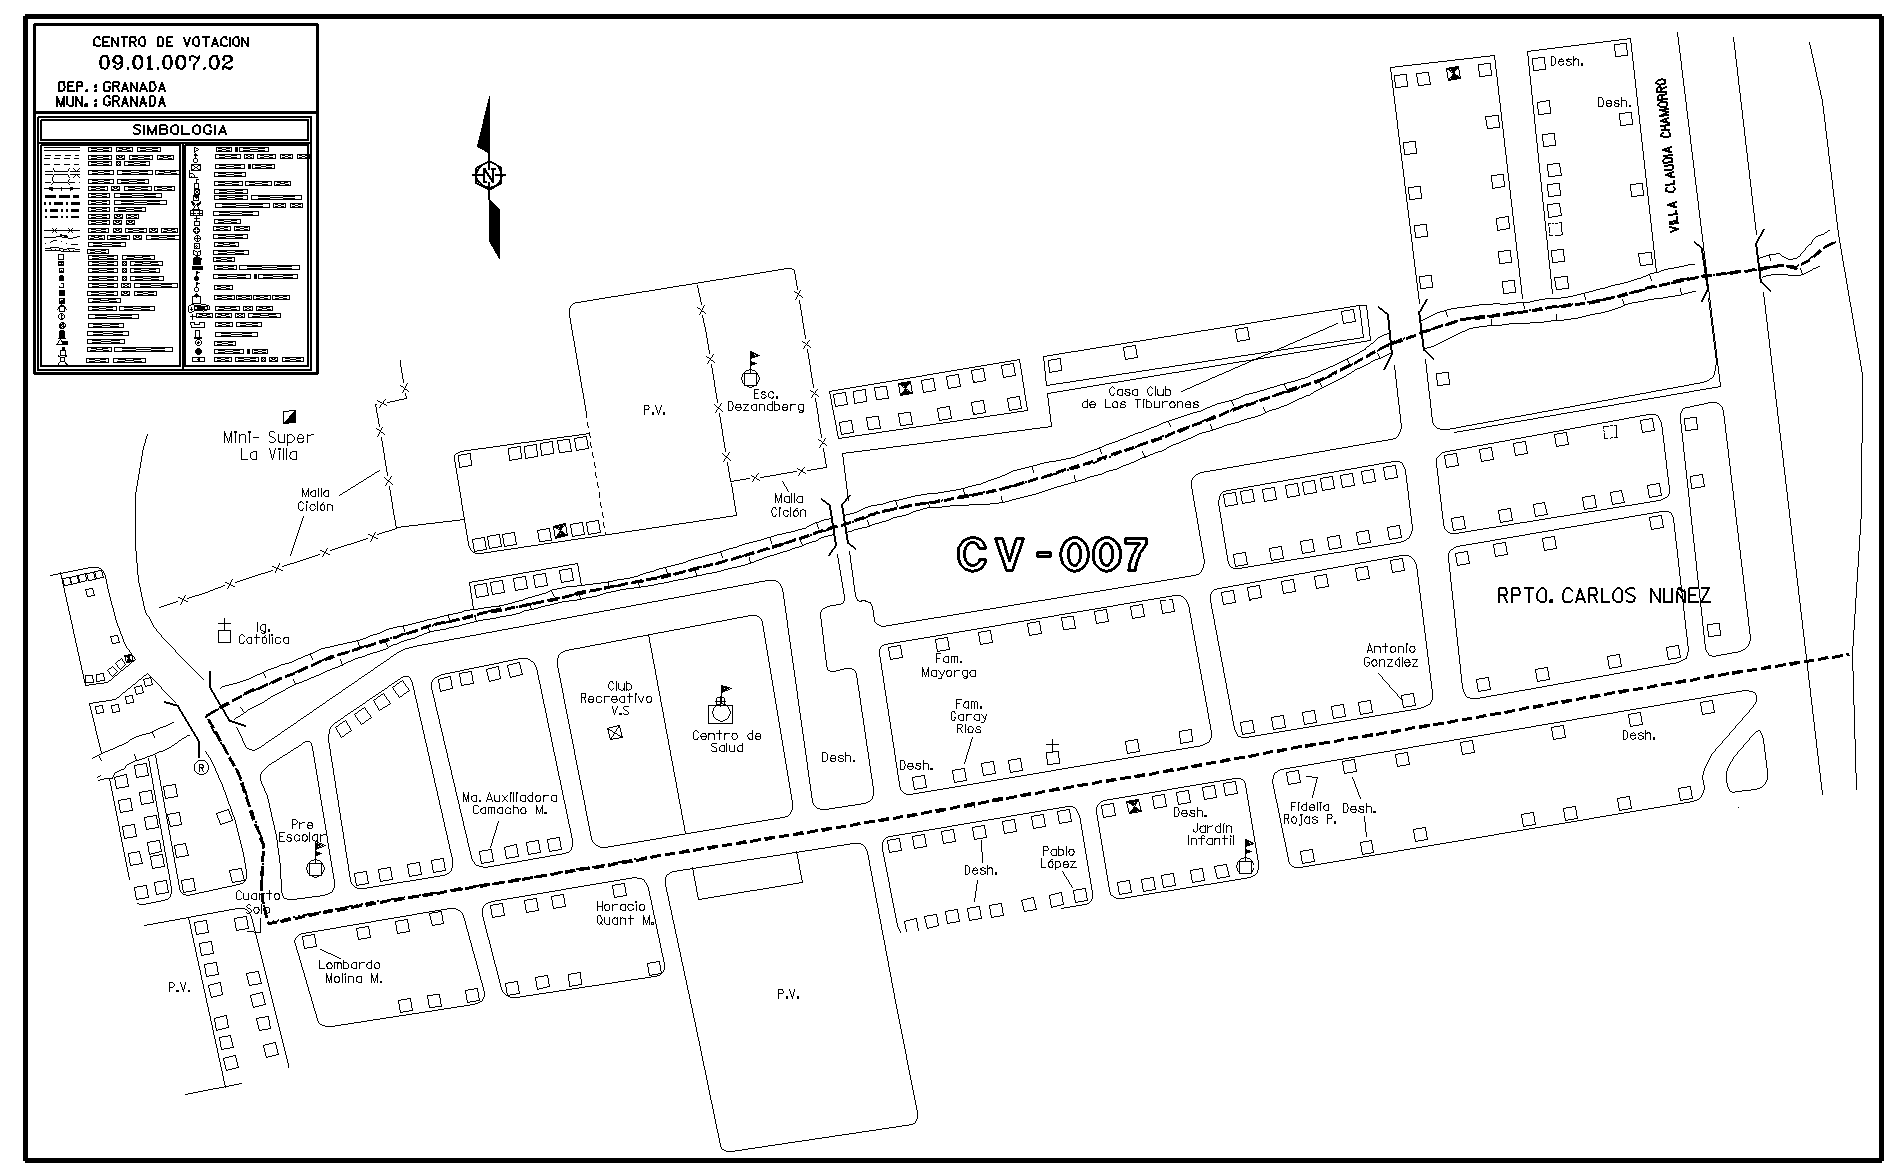 CENTRO DE VOTACION
09.01.007.02
DEP. : GRANADA
MUN. : GRANADA
SIMBOLOGIA
N
Desh.
Desh.
VILLA CLAUDIA CHAMORRO
P.V.
Esc.
Dezandberg
Casa Club
de Los Tiburones
Mini- Super
La Villa
Malla
Ciclón
Malla
Ciclón
CV-007
RPTO. CARLOS NUÑEZ
Ig.
Católica
Antonio
González
Fam.
Mayorga
Club
Recreativo
V.S
Fam.
Garay
Ríos
Centro de
Salud
Desh.
Desh.
Desh.
R
Ma. Auxiliadora
Camacho M.
Fidelia
Rojas P.
Desh.
Desh.
Jardín
Infantil
Pre
Escolar
Pablo
López
Desh.
Cuarto
Solo
Horacio
Quant M.
Lombardo
Molina M.
P.V.
P.V.